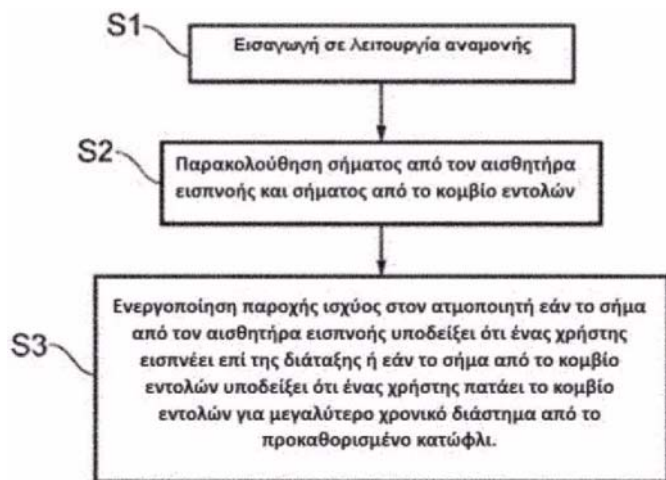 S1
Εισαγωγή σε λειτουργία αναμονής
S2
Παρακολούθηση σήματος από τον αισθητήρα
εισπνοής και σήματος από το κομβίο εντολών
S3
Ενεργοποίηση παροχής ισχύος στον ατμοποιητή εάν το σήμα
από τον αισθητήρα εισπνοής υποδείξει ότι ένας χρήστης
εισπνέει επί της διάταξης ή εάν το σήμα από το κομβίο
εντολών υποδείξει ότι ένας χρήστης πατάει το κομβίο
εντολών για μεγαλύτερο χρονικό διάστημα από το
προκαθορισμένο κατώφλι.